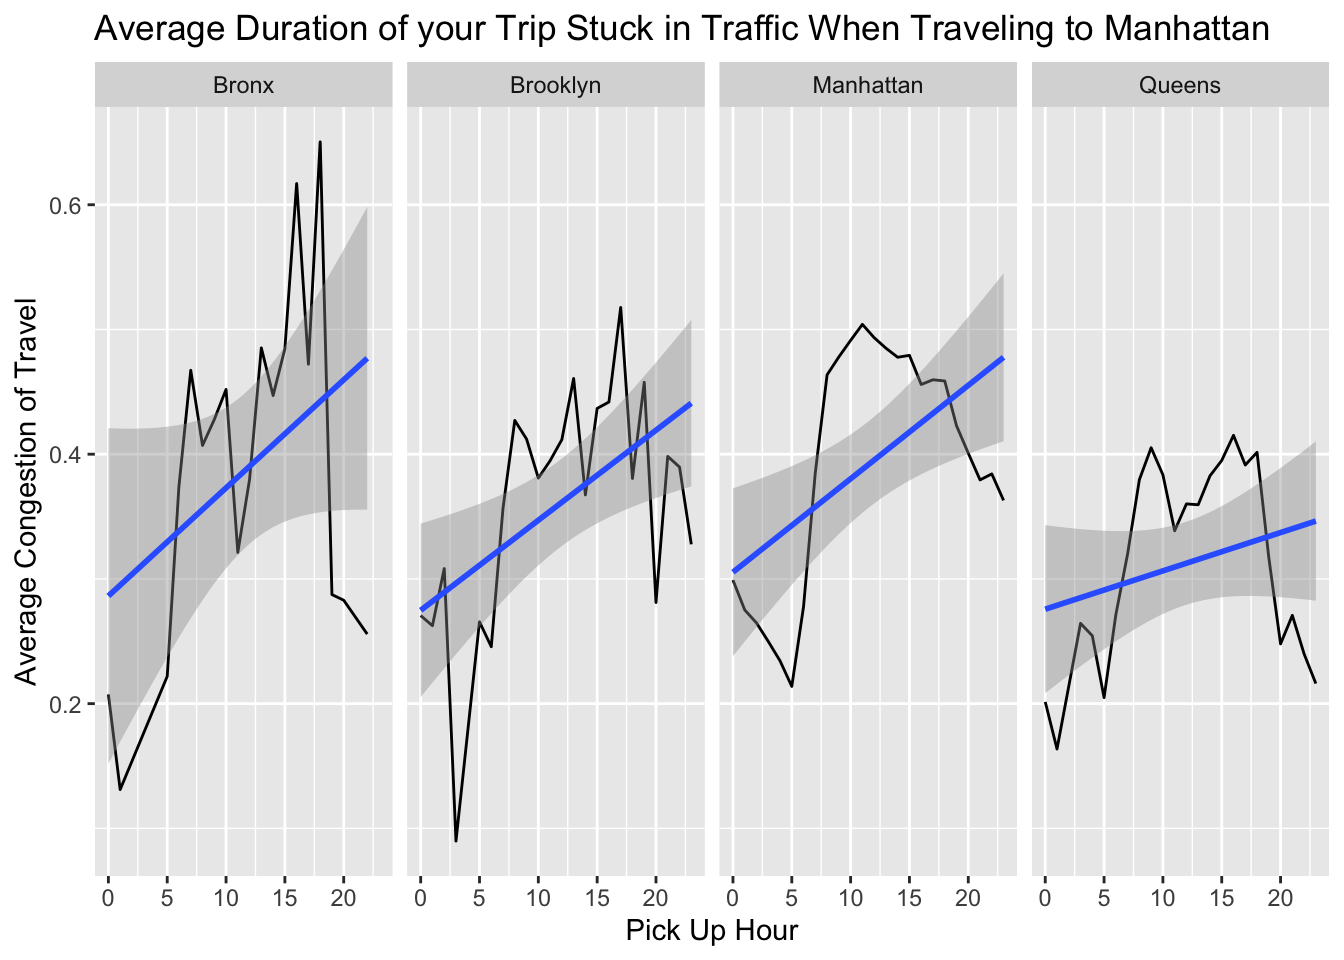 Average Duration of your Trip Stuck in Traffic When Traveling to Manhattan
Bronx Brooklyn Manhattan Queens
Average Congestion of Travel
0.6
0.4
0.2
0 5 10 15 20 0 5 10 15 20 0 5 10 15 20 0 5 10 15 20
Pick Up Hour